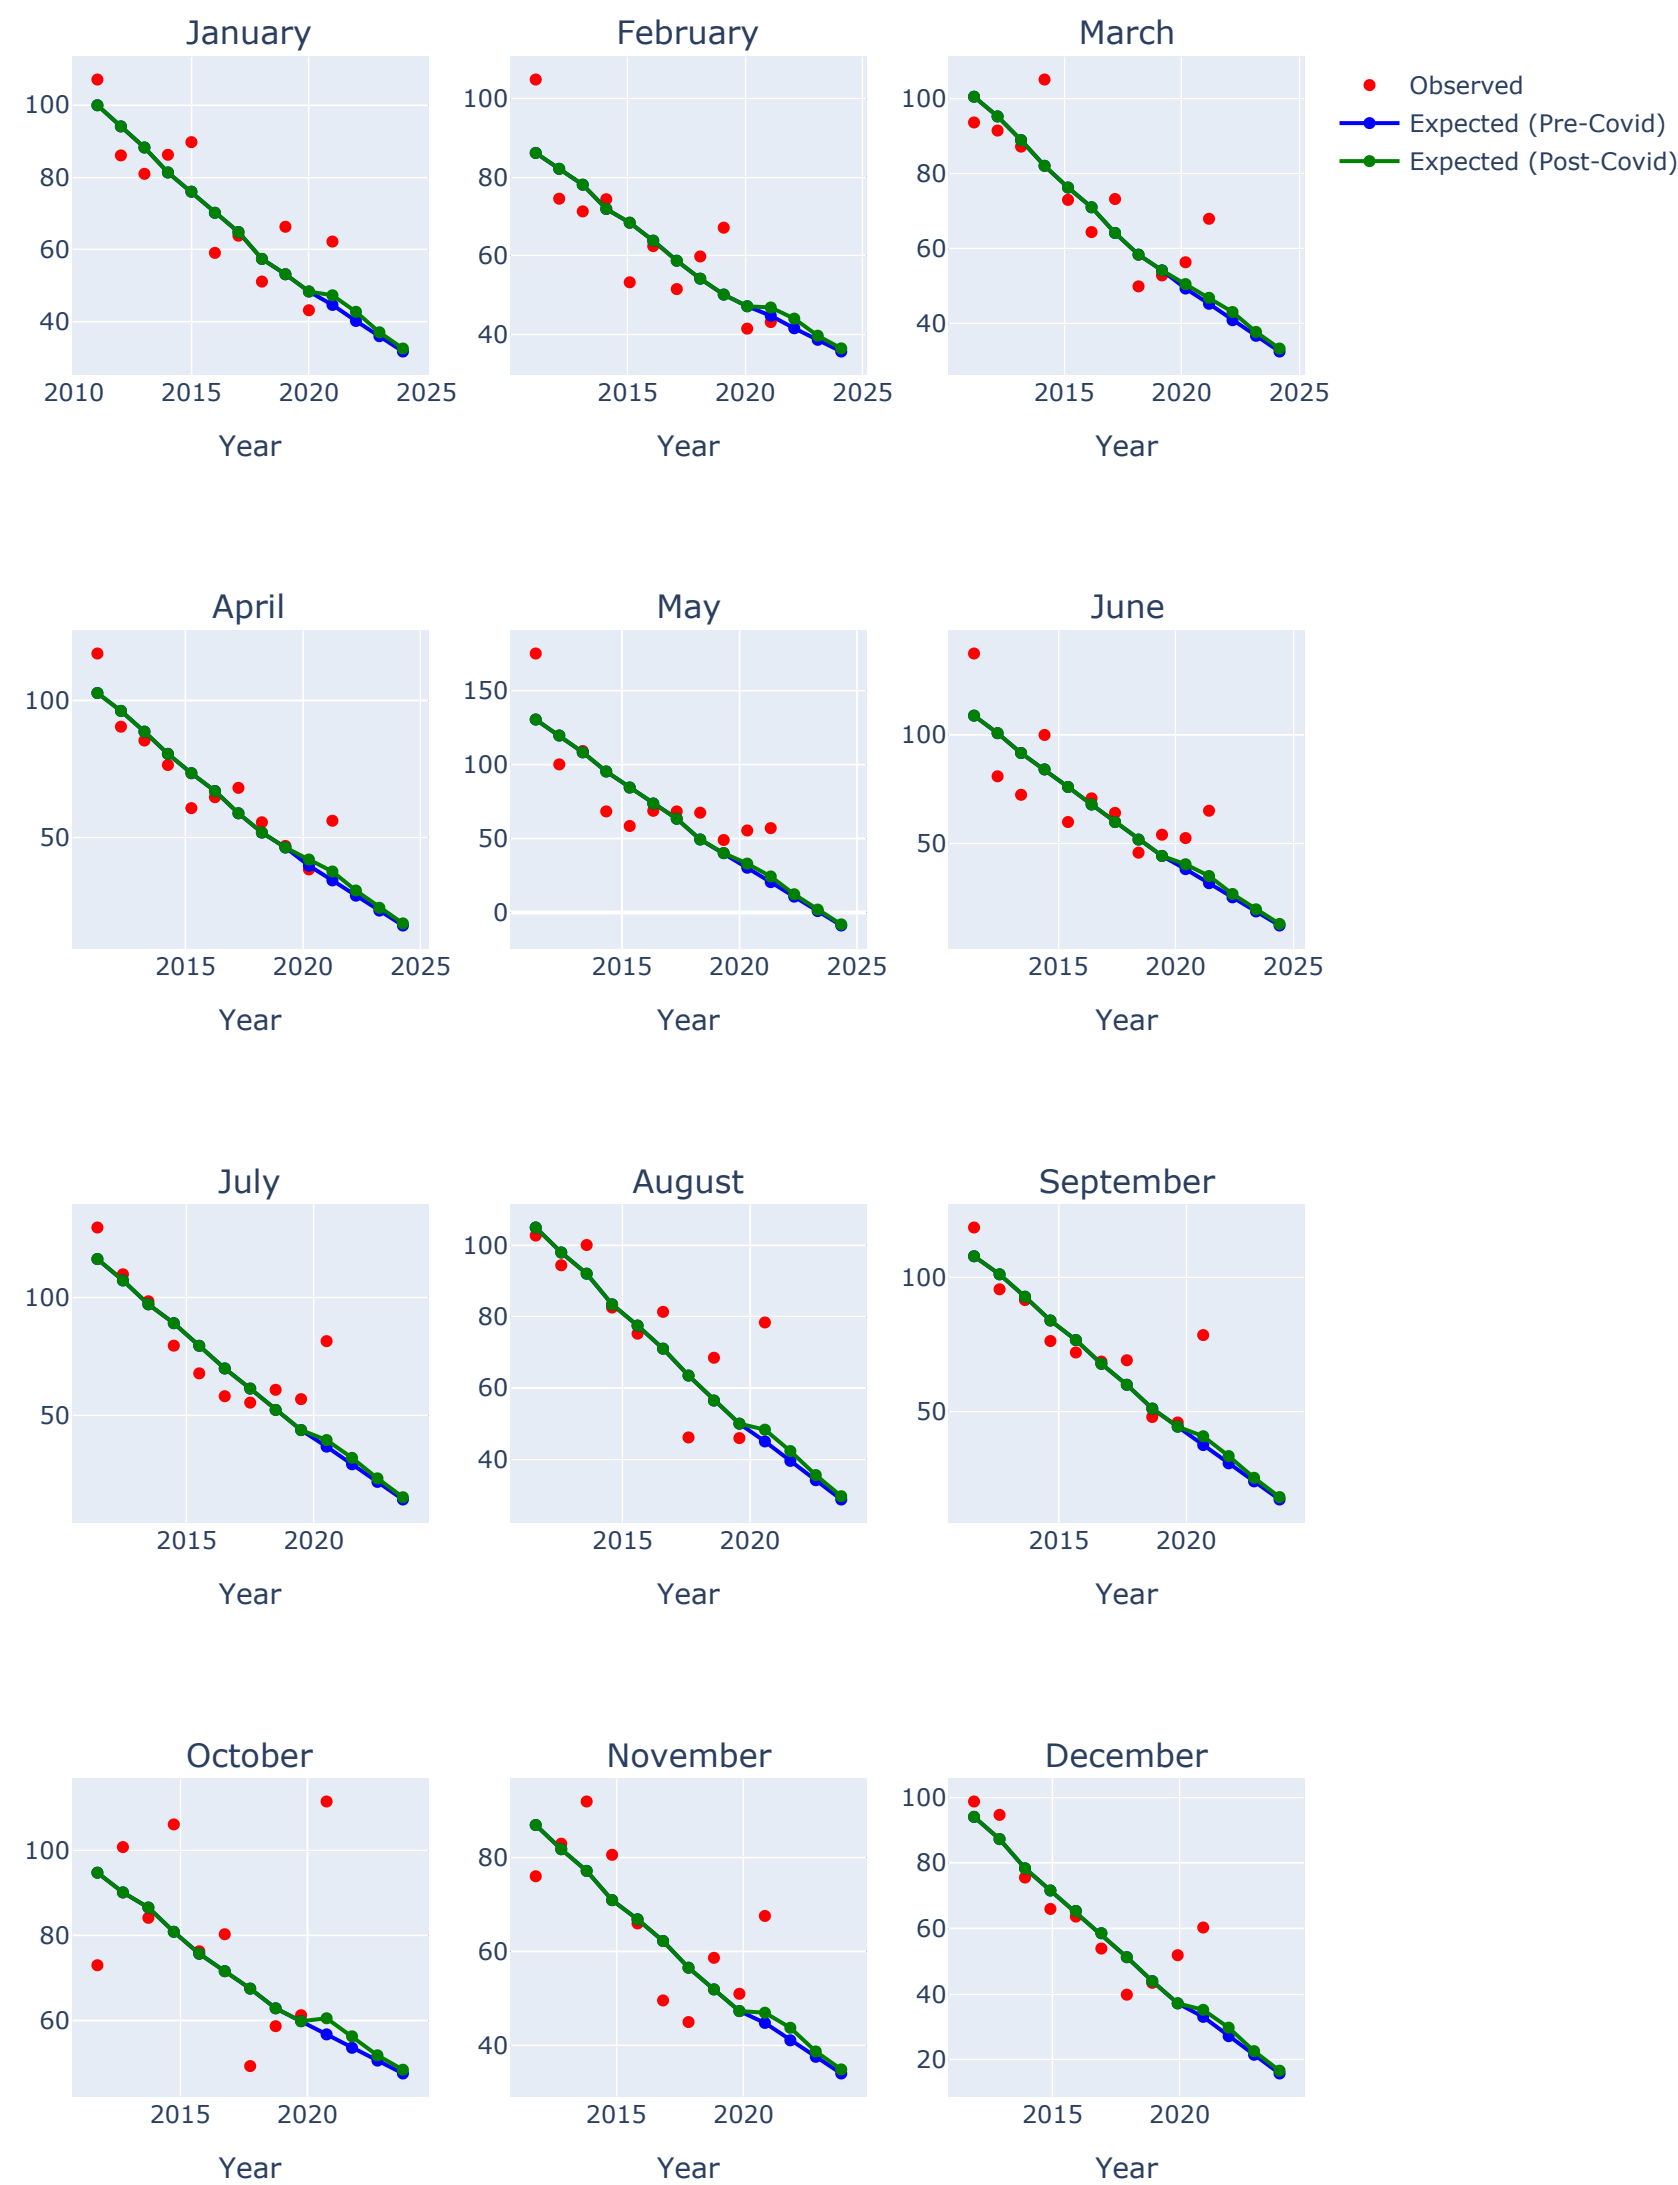 January
February
March
Observed
Expected (Pre-Covid)
Expected (Post-Covid)
100
80
60
40
2010 2015 2020 2025
Year
100
80
60
40
2015 2020 2025
Year
100
80
60
40
2015 2020 2025
Year
April
May
June
100
50
2015 2020 2025
Year
150
100
50
0
2015 2020 2025
Year
100
50
2015 2020 2025
Year
July
August
September
100
50
2015 2020
Year
100
80
60
40
2015 2020
Year
100
50
2015 2020
Year
October
November
December
100
80
60
2015 2020
Year
80
60
40
2015 2020
Year
100
80
60
40
20
2015 2020
Year